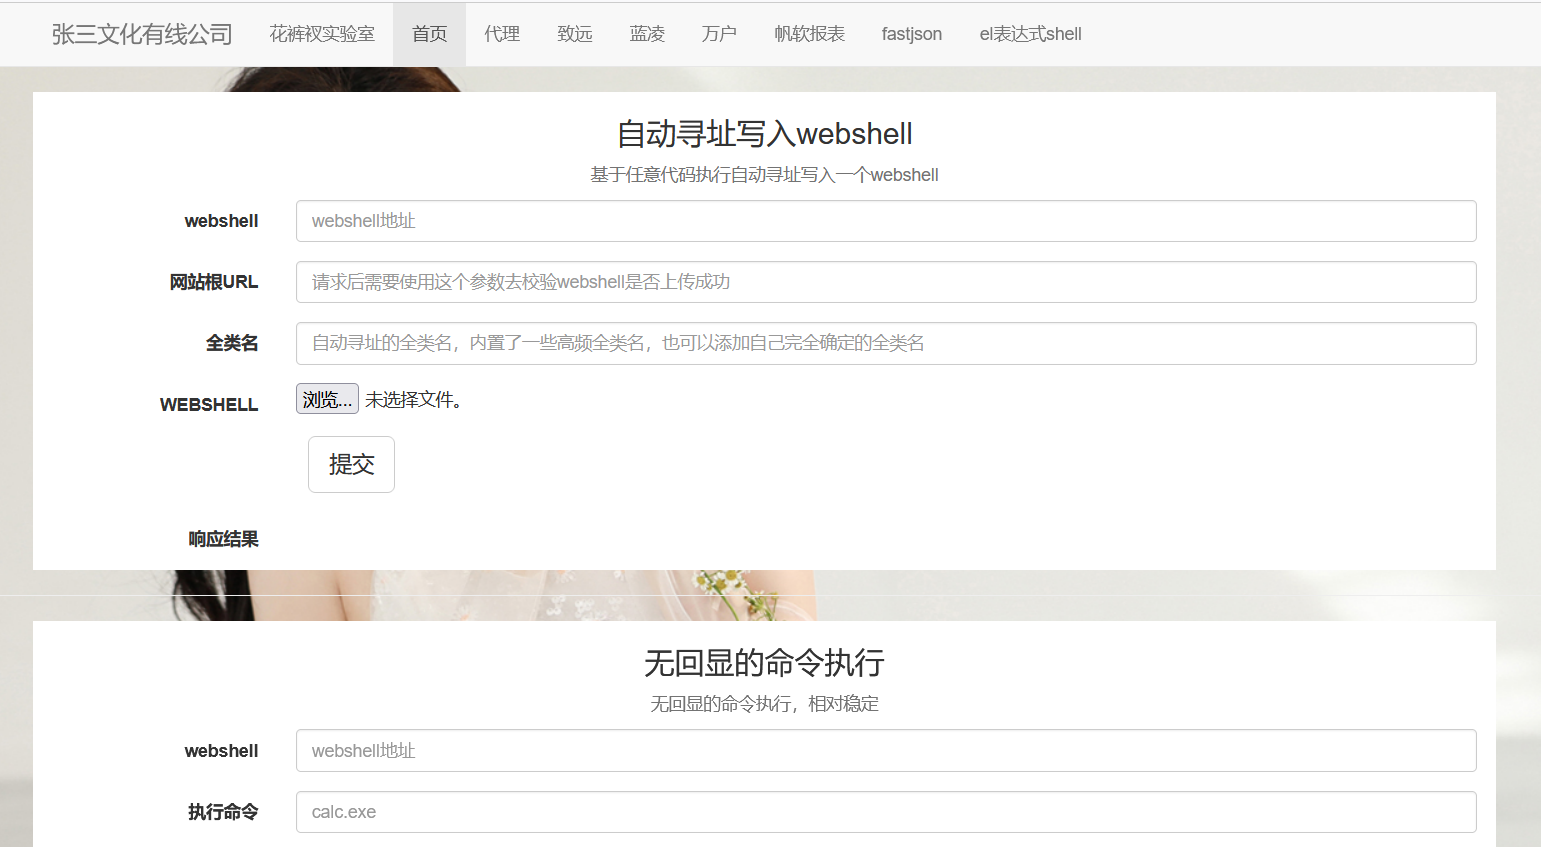 张三文化有线公司 花裤衩实验室 首页 代理 致远 蓝凌 万户 帆软报表 fastjson el表达式shell
自动寻址写入webshell
基于任意代码执行自动寻址写入一个webshell
webshell webshell地址
网站根URL 请求后需要使用这个参数去校验webshell是否上传成功
全类名 自动寻址的全类名，内置了一些高频全类名，也可以添加自己完全确定的全类名
WEBSHELL 浏览... 未选择文件。
提交
响应结果
无回显的命令执行
无回显的命令执行，相对稳定
webshell webshell地址
执行命令 calc.exe